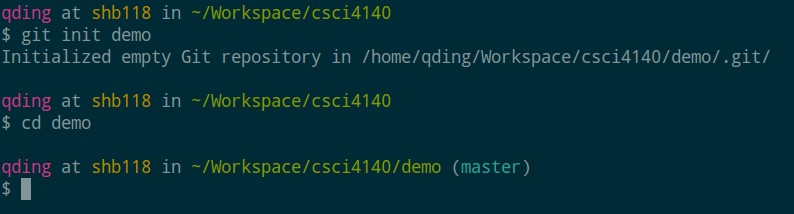 qding at shb118 in ~/Workspace/csci4140
$ git init demo
Initialized empty Git repository in /home/qding/Workspace/csci4140/demo/.git/
qding at shb118 in ~/Workspace/csci4140
$ cd demo
qding at shb118 in ~/Workspace/csci4140/demo (master)
$